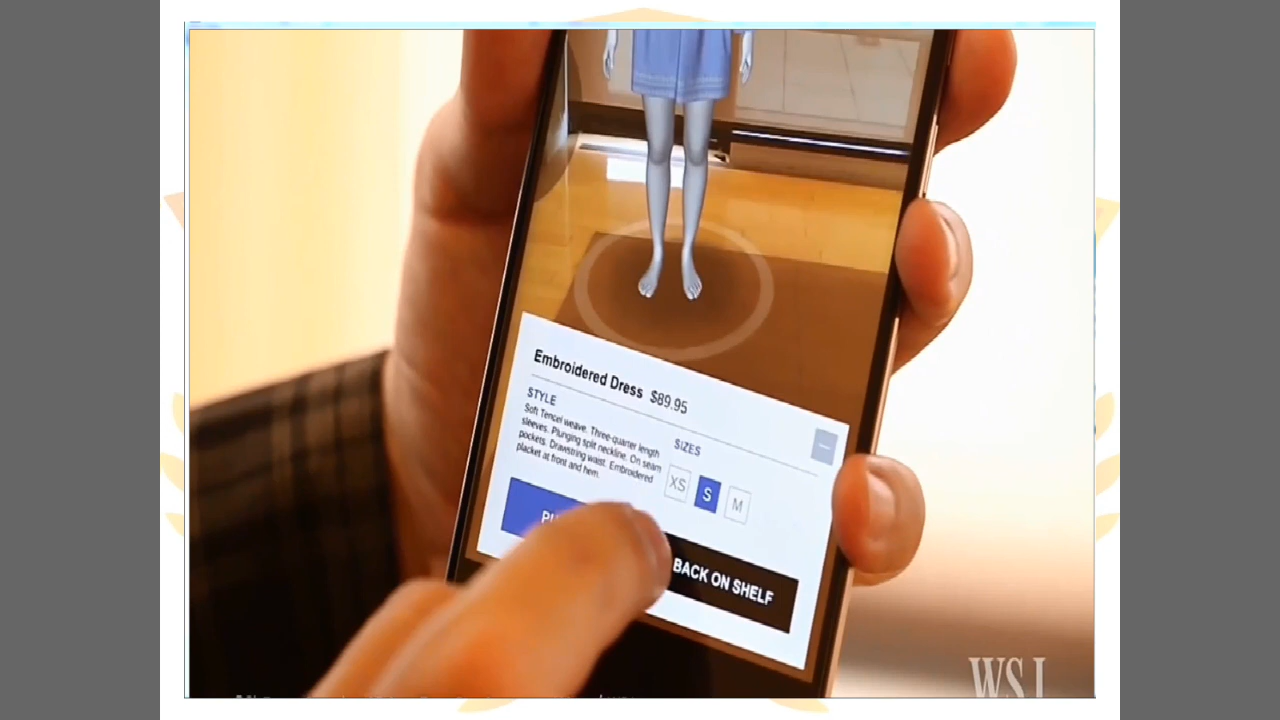 Embroidered Dress $89.95
STYLE
Soft Tencel weave. Three-quarter length
sleeves. Plunging split neckline. On seam
pockets. Drawstring waist. Embroidered
placket at front and hem.
SIZES
XS S M
BACK ON SHELF
WSJ